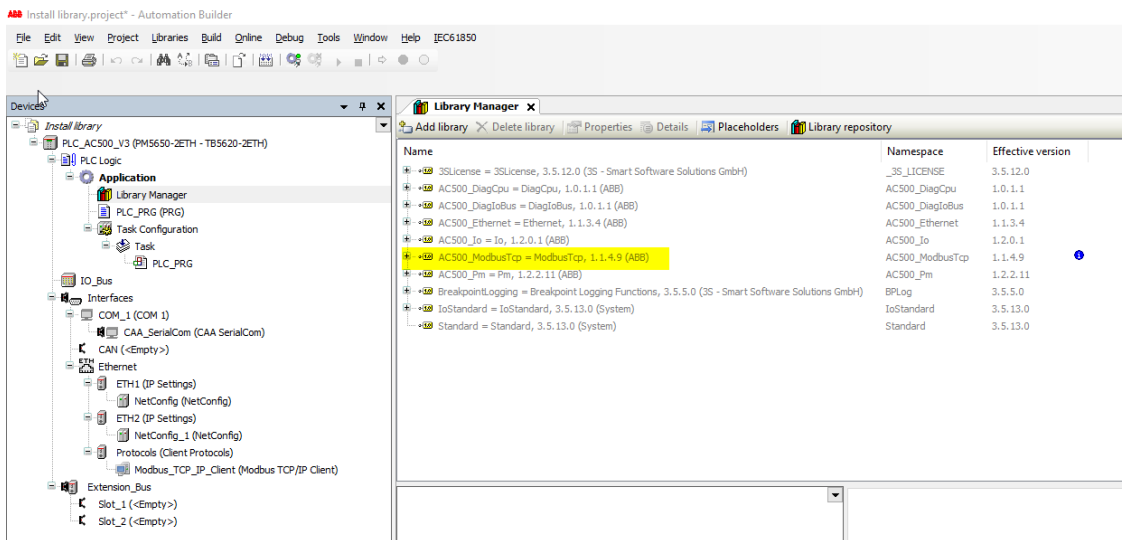 ABB Install library.project* - Automation Builder
File Edit View Project Libraries Build Online Debug Tools Window Help IEC61850
Devices
Install library
PLC_AC500_V3 (PM5650-2ETH - TB5620-2ETH)
PLC Logic
Application
Library Manager
PLC_PRG (PRG)
Task Configuration
Task
PLC_PRG
IO_Bus
Interfaces
COM_1 (COM 1)
CAA_SerialCom (CAA SerialCom)
CAN (<Empty>)
ETH Ethernet
ETH1 (IP Settings)
NetConfig (NetConfig)
ETH2 (IP Settings)
NetConfig_1 (NetConfig)
Protocols (Client Protocols)
Modbus_TCP_IP_Client (Modbus TCP/IP Client)
Extension_Bus
Slot_1 (<Empty>)
Slot_2 (<Empty>)
Library Manager
Add library Delete library Properties Details Placeholders Library repository
Name Namespace Effective version
3SLicense = 3SLicense, 3.5.12.0 (3S - Smart Software Solutions GmbH) _3S_LICENSE 3.5.12.0
AC500_DiagCpu = DiagCpu, 1.0.1.1 (ABB) AC500_DiagCpu 1.0.1.1
AC500_DiagIoBus = DiagIoBus, 1.0.1.1 (ABB) AC500_DiagIoBus 1.0.1.1
AC500_Ethernet = Ethernet, 1.1.3.4 (ABB) AC500_Ethernet 1.1.3.4
AC500_Io = Io, 1.2.0.1 (ABB) AC500_Io 1.2.0.1
AC500_ModbusTcp = ModbusTcp, 1.1.4.9 (ABB) AC500_ModbusTcp 1.1.4.9
AC500_Pm = Pm, 1.2.2.11 (ABB) AC500_Pm 1.2.2.11
BreakpointLogging = Breakpoint Logging Functions, 3.5.5.0 (3S - Smart Software Solutions GmbH) BPLog 3.5.5.0
IoStandard = IoStandard, 3.5.13.0 (System) IoStandard 3.5.13.0
Standard = Standard, 3.5.13.0 (System) Standard 3.5.13.0